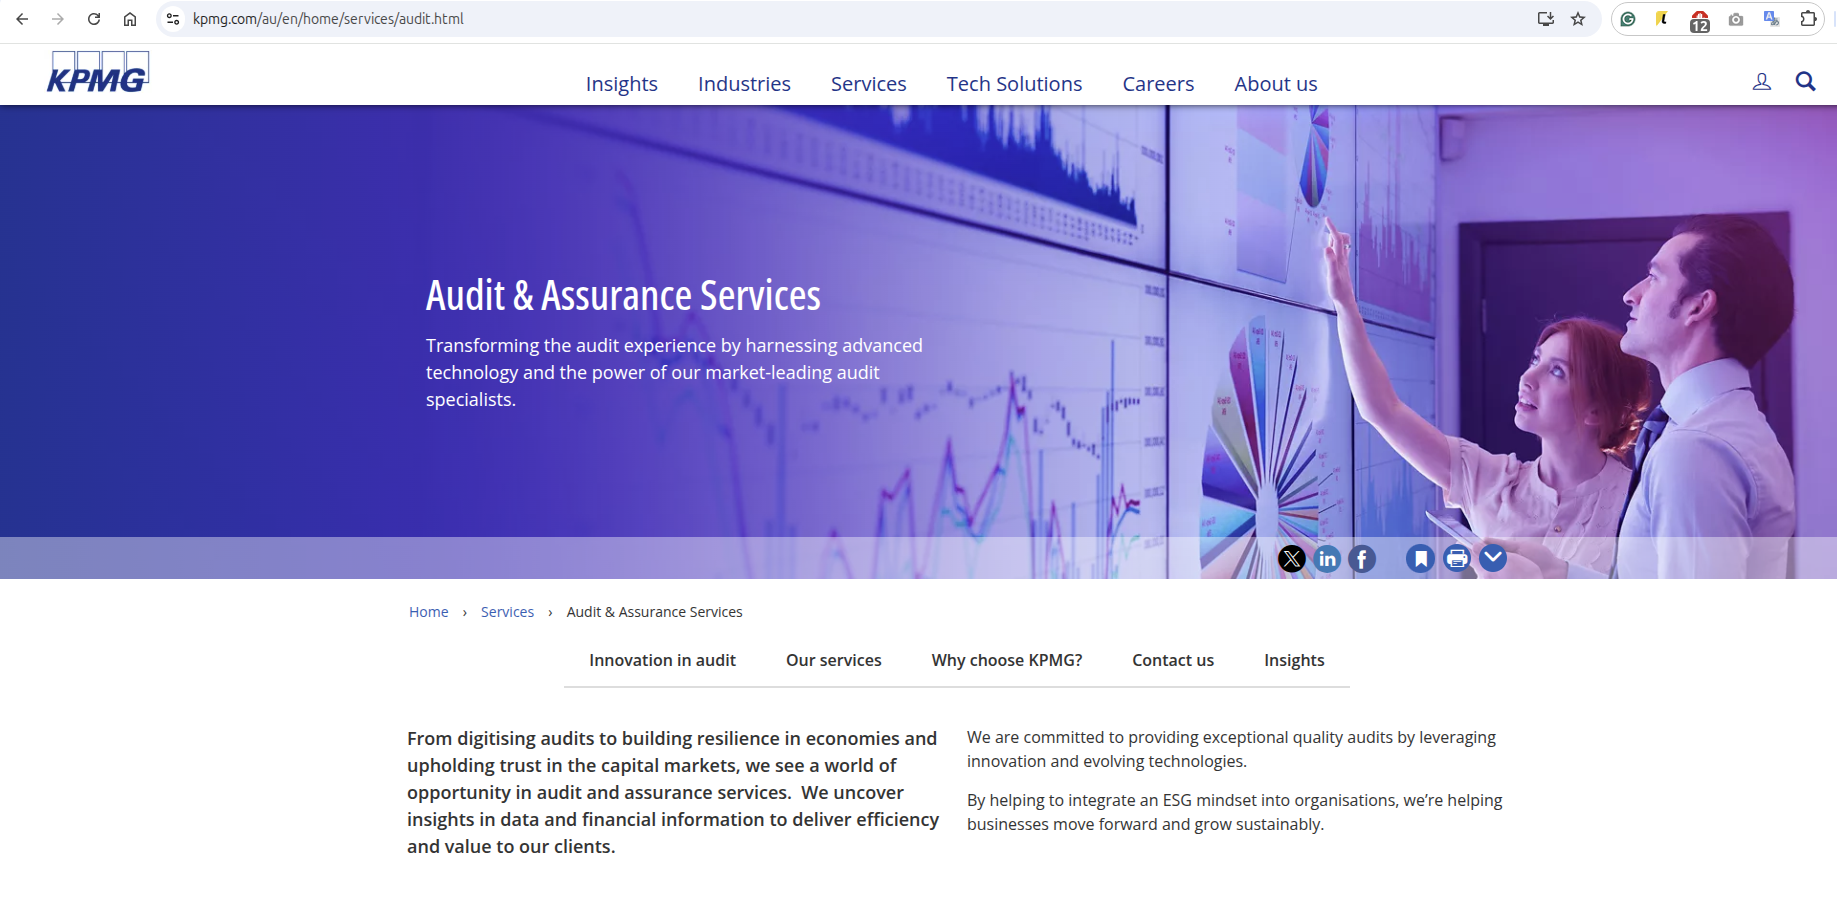 kpmg.com/au/en/home/services/audit.html
12
KPMG
Insights
Industries
Services
Tech Solutions
Careers
About us
Audit & Assurance Services
Transforming the audit experience by harnessing advanced
technology and the power of our market-leading audit
specialists.
Home › Services › Audit & Assurance Services
Innovation in audit
Our services
Why choose KPMG?
Contact us
Insights
From digitising audits to building resilience in economies and
upholding trust in the capital markets, we see a world of
opportunity in audit and assurance services.  We uncover
insights in data and financial information to deliver efficiency
and value to our clients.
We are committed to providing exceptional quality audits by leveraging
innovation and evolving technologies.
By helping to integrate an ESG mindset into organisations, we’re helping
businesses move forward and grow sustainably.